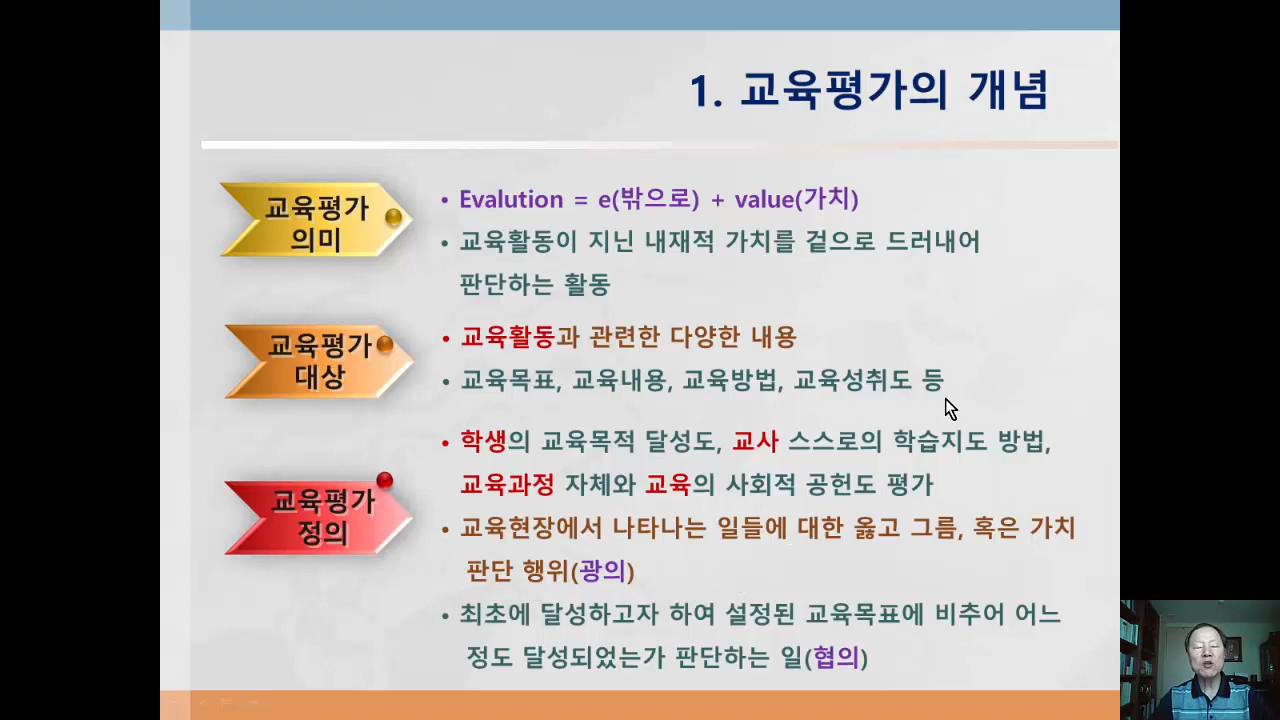 1. 교육평가의 개념
교육평가
의미
• Evalution = e(밖으로) + value(가치)
• 교육활동이 지닌 내재적 가치를 겉으로 드러내어
판단하는 활동
교육평가
대상
• 교육활동과 관련한 다양한 내용
• 교육목표, 교육내용, 교육방법, 교육성취도 등
교육평가
정의
• 학생의 교육목적 달성도, 교사 스스로의 학습지도 방법,
교육과정 자체와 교육의 사회적 공헌도 평가
• 교육현장에서 나타나는 일들에 대한 옳고 그름, 혹은 가치
판단 행위(광의)
• 최초에 달성하고자 하여 설정된 교육목표에 비추어 어느
정도 달성되었는가 판단하는 일(협의)